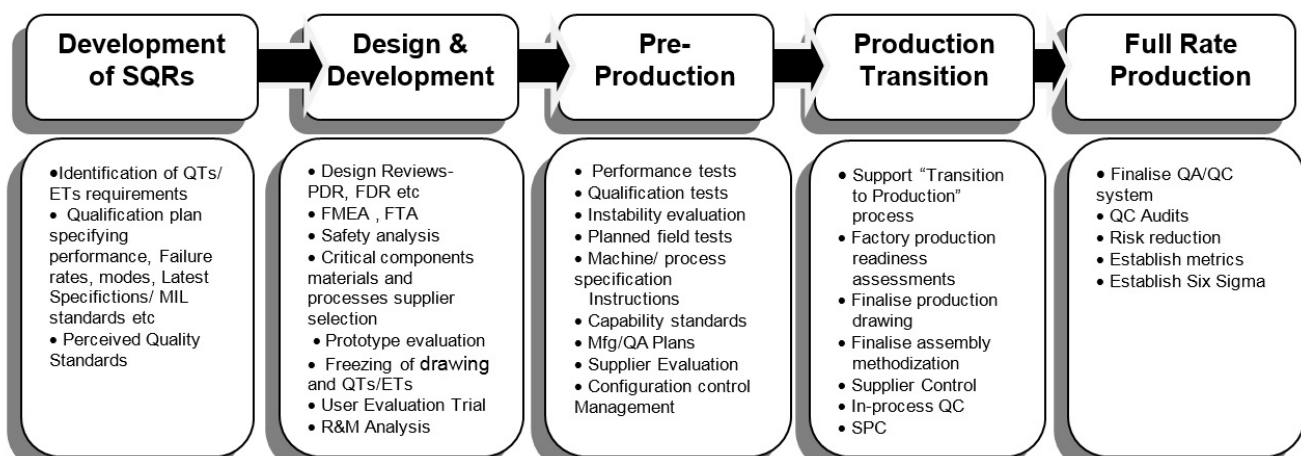 Development
of SQRs
Design &
Development
Pre-
Production
Production
Transition
Full Rate
Production
•Identification of QTs/
ETs requirements
• Qualification plan
specifying
performance, Failure
rates, modes, Latest
Specifictions/ MIL
standards etc
• Perceived Quality
Standards
• Design Reviews-
PDR, FDR etc
• FMEA , FTA
• Safety analysis
• Critical components
materials and
processes supplier
selection
• Prototype evaluation
• Freezing of drawing
and QTs/ETs
• User Evaluation Trial
• R&M Analysis
• Performance tests
• Qualification tests
• Instability evaluation
• Planned field tests
• Machine/ process
specification
Instructions
• Capability standards
• Mfg/QA Plans
• Supplier Evaluation
• Configuration control
Management
• Support “Transition
to Production”
process
• Factory production
readiness
assessments
• Finalise production
drawing
• Finalise assembly
methodization
• Supplier Control
• In-process QC
• SPC
• Finalise QA/QC
system
• QC Audits
• Risk reduction
• Establish metrics
• Establish Six Sigma